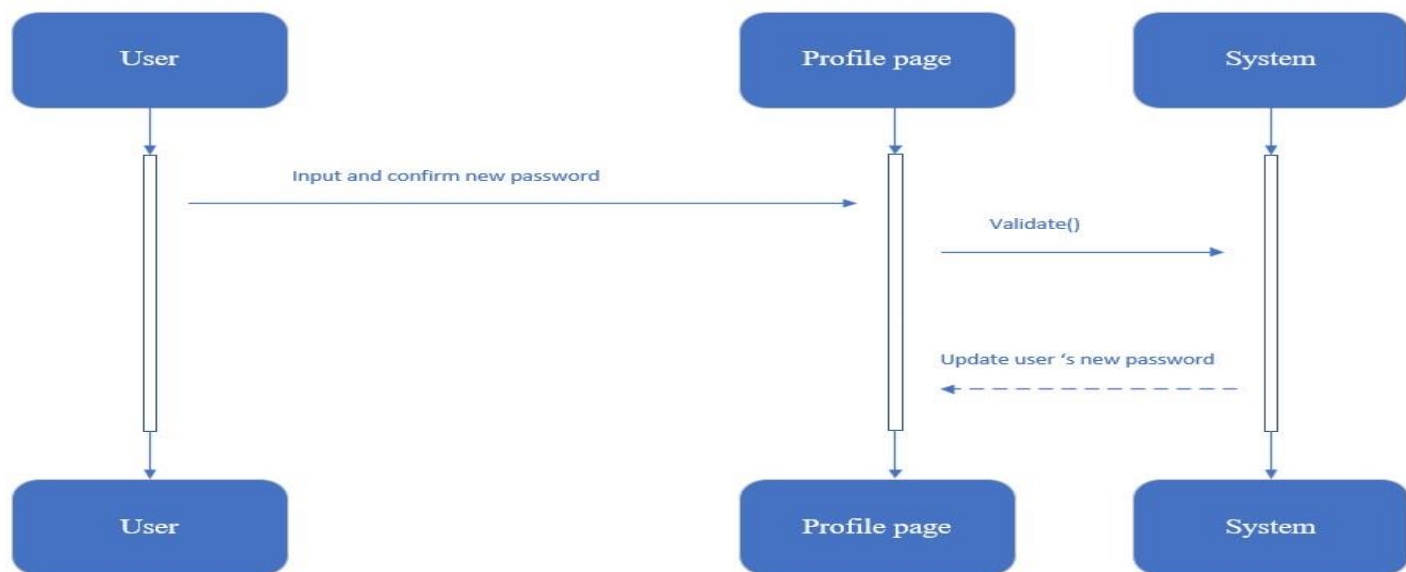 User
Profile page
System
Input and confirm new password
Validate()
Update user ‘s new password
User
Profile page
System